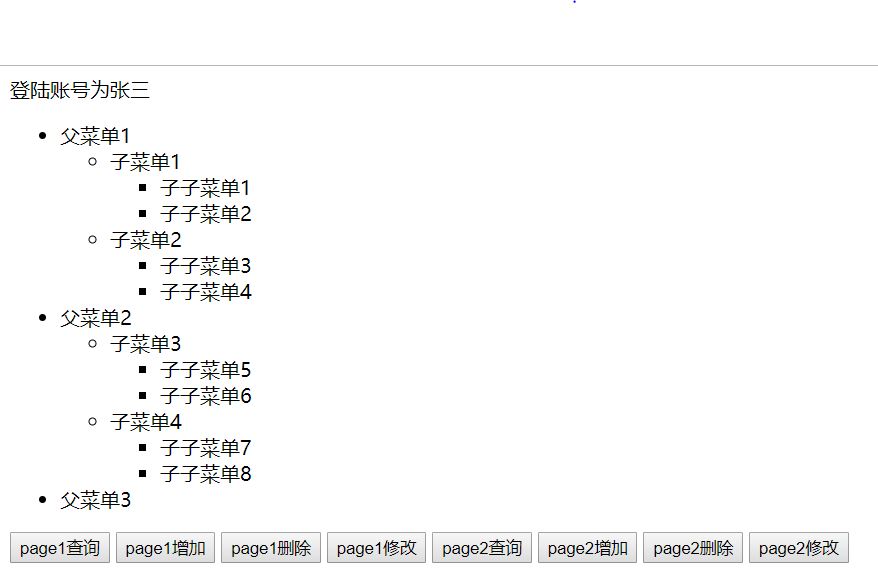 登陆账号为张三
父菜单1
子菜单1
子子菜单1
子子菜单2
子菜单2
子子菜单3
子子菜单4
父菜单2
子菜单3
子子菜单5
子子菜单6
子菜单4
子子菜单7
子子菜单8
父菜单3
page1查询 page1增加 page1删除 page1修改 page2查询 page2增加 page2删除 page2修改